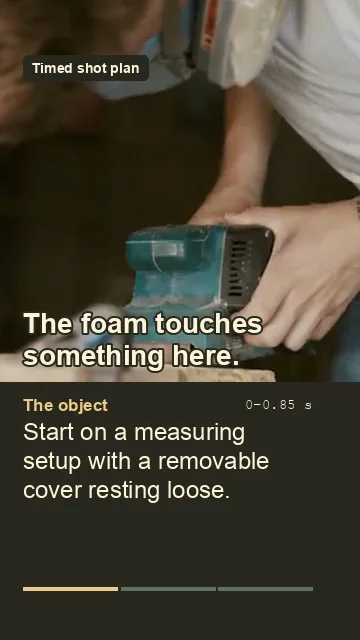 Timed shot plan
The foam touches
something here.
The object
0–0.85 s
Start on a measuring
setup with a removable
cover resting loose.